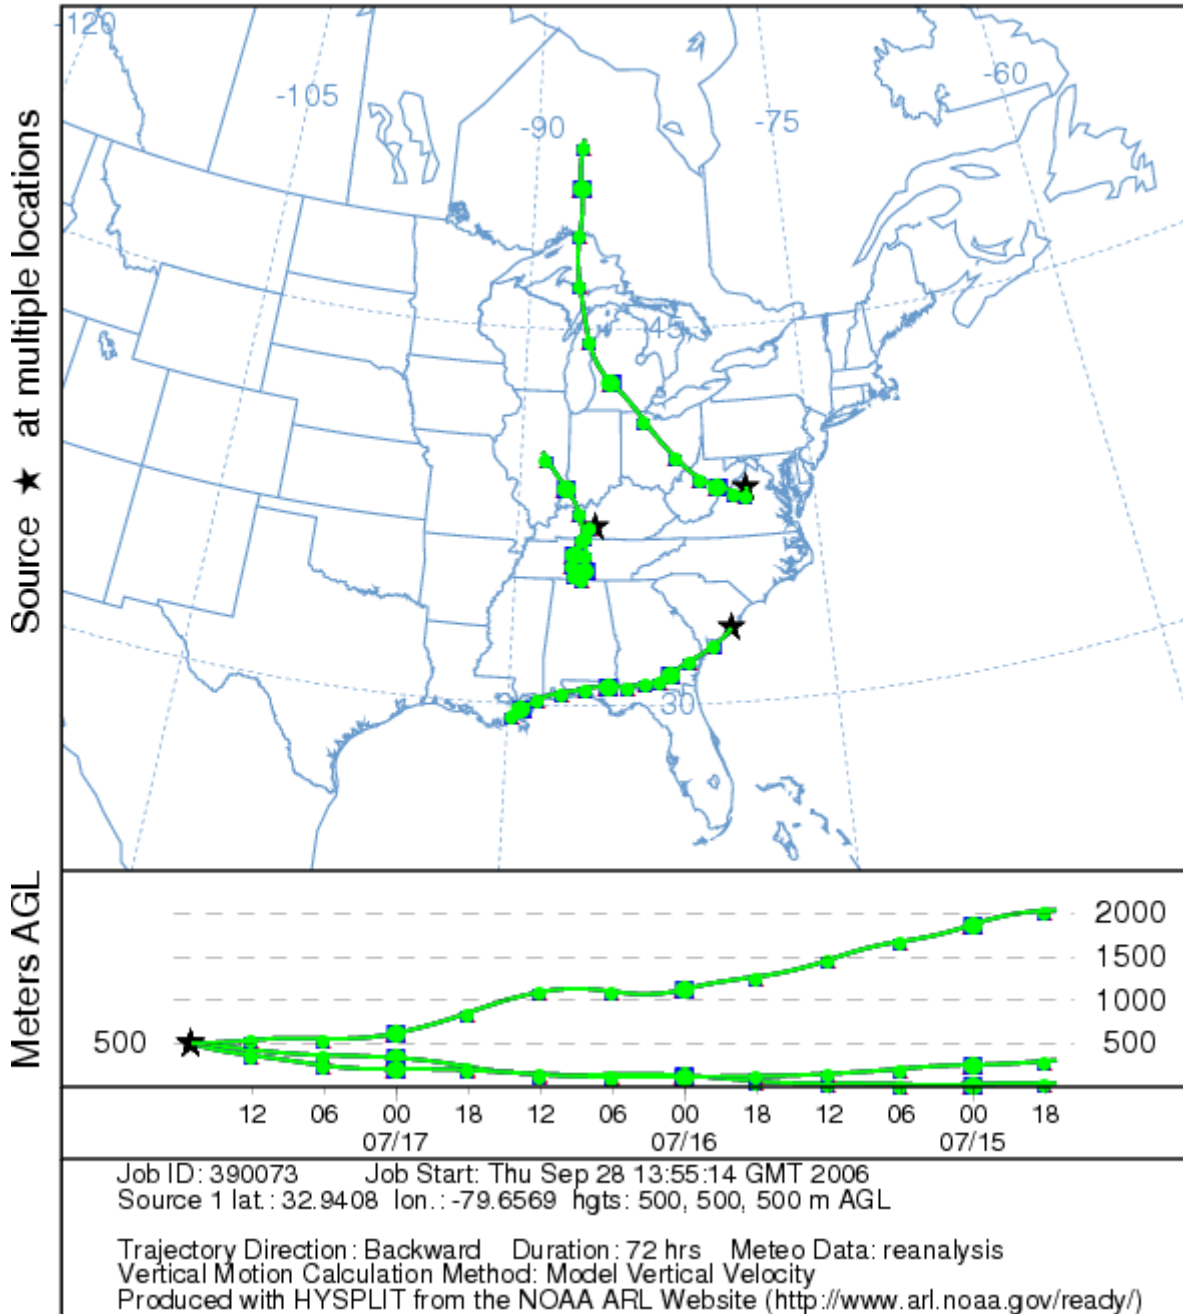 -120
-105
-90
-75
-60
45
30
Source ★ at multiple locations
Meters AGL
500
2000
1500
1000
500
12 06 00 18 12 06 00 18 12 06 00 18
07/17 07/16 07/15
Job ID: 390073 Job Start: Thu Sep 28 13:55:14 GMT 2006
Source 1 lat.: 32.9408 lon.: -79.6569 hgts: 500, 500, 500 m AGL
Trajectory Direction: Backward Duration: 72 hrs Meteo Data: reanalysis
Vertical Motion Calculation Method: Model Vertical Velocity
Produced with HYSPLIT from the NOAA ARL Website (http://www.arl.noaa.gov/ready/)